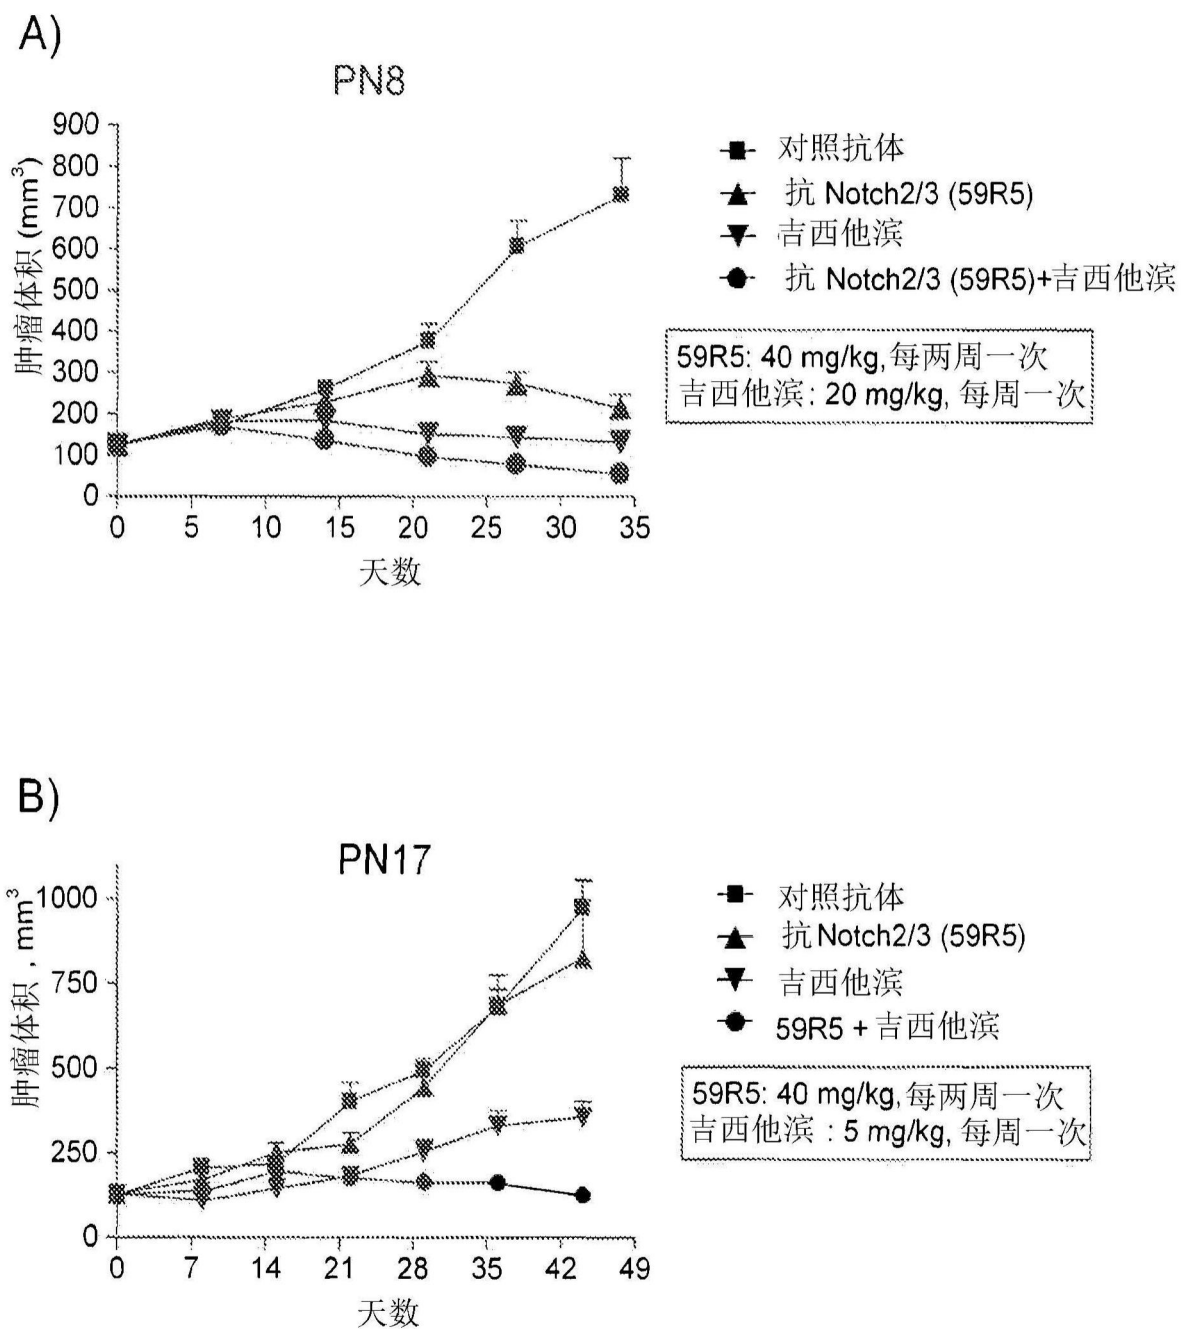 A)
PN8
900
800
700
600
500
400
300
200
100
0
肿瘤体积 (mm³)
0 5 10 15 20 25 30 35
天数
对照抗体
抗 Notch2/3 (59R5)
吉西他滨
抗 Notch2/3 (59R5)+吉西他滨
59R5: 40 mg/kg, 每两周一次
吉西他滨: 20 mg/kg, 每周一次
B)
PN17
1000
750
500
250
0
肿瘤体积, mm³
0 7 14 21 28 35 42 49
天数
对照抗体
抗 Notch2/3 (59R5)
吉西他滨
59R5 + 吉西他滨
59R5: 40 mg/kg, 每两周一次
吉西他滨 : 5 mg/kg, 每周一次